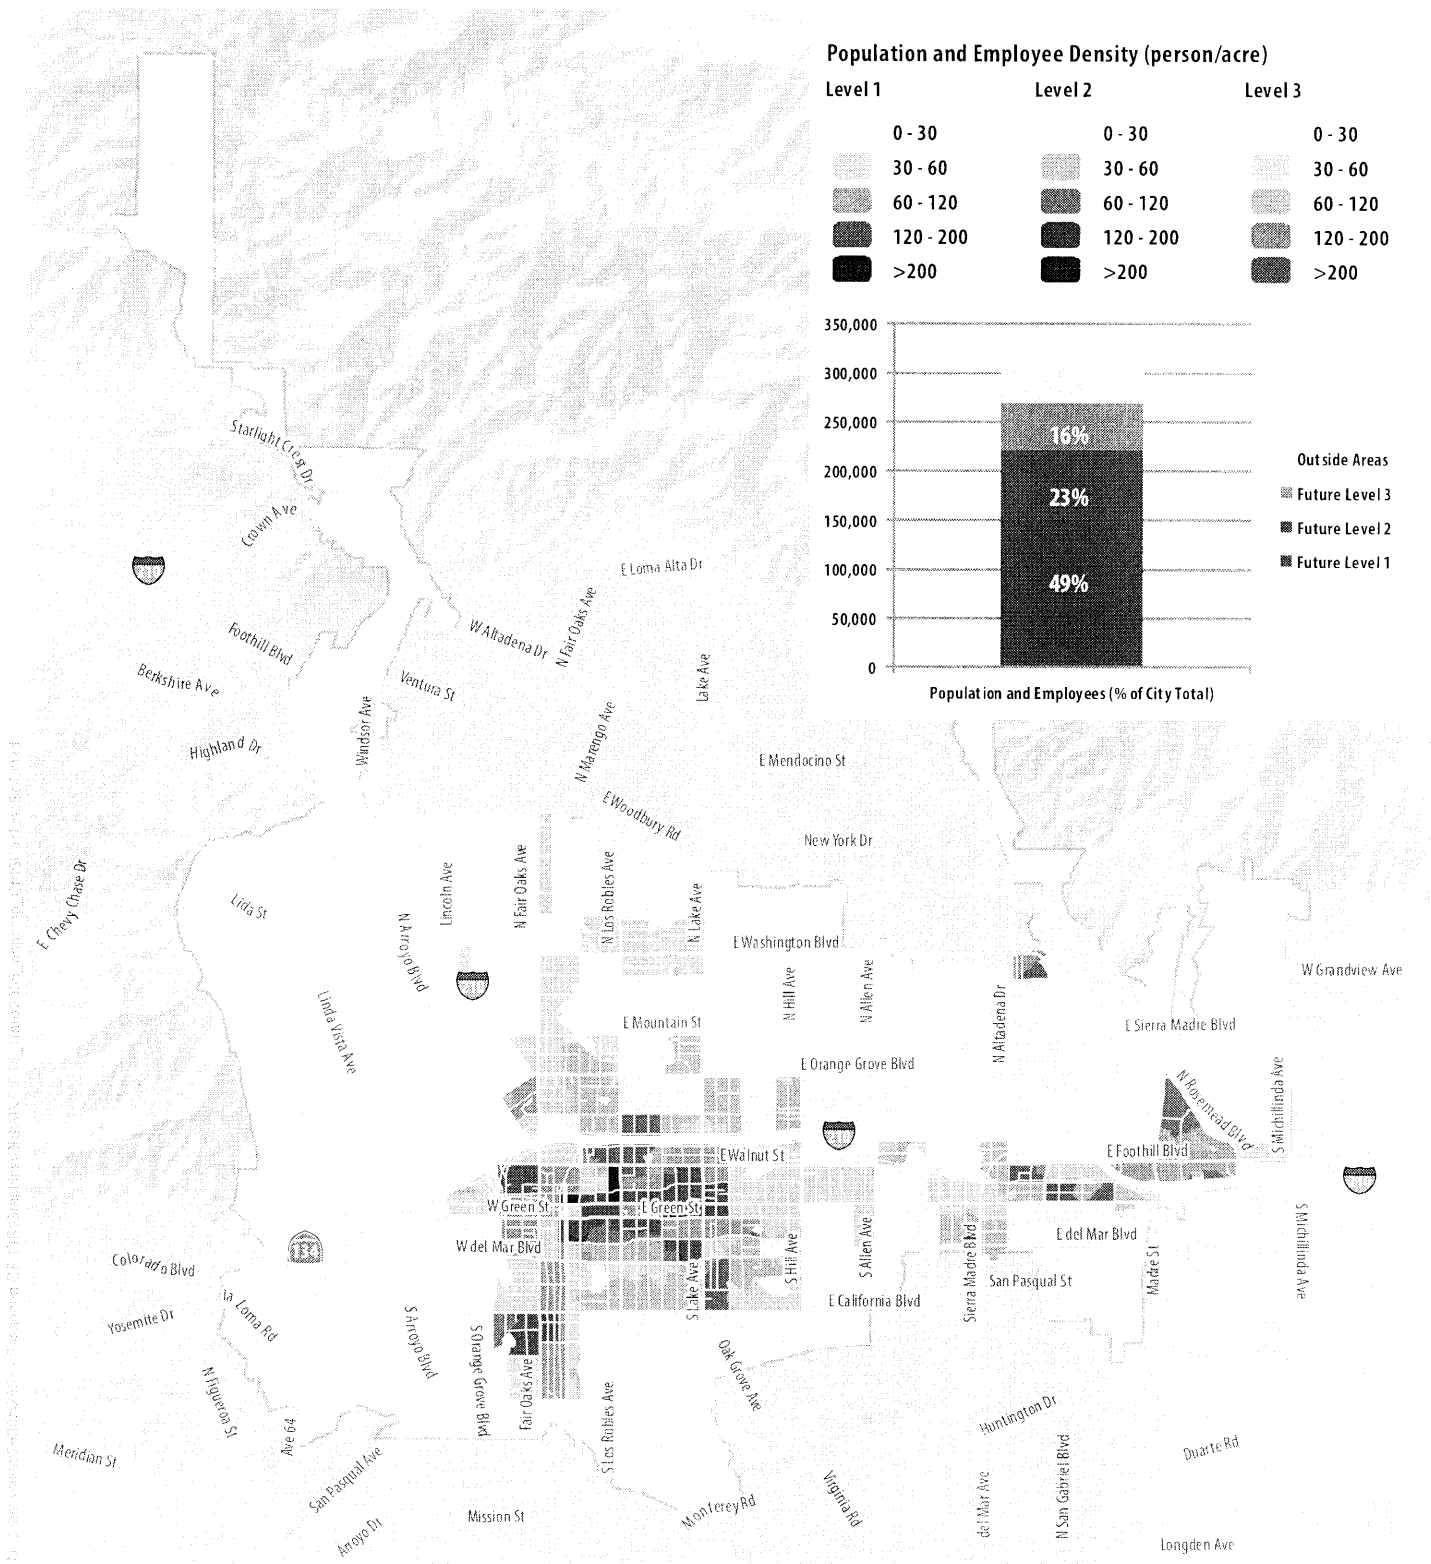 Population and Employee Density (person/acre)
Level 1
Level 2
Level 3
0 - 30
0 - 30
0 - 30
30 - 60
30 - 60
30 - 60
60 - 120
60 - 120
60 - 120
120 - 200
120 - 200
120 - 200
>200
>200
>200
350,000
300,000
250,000
200,000
150,000
100,000
50,000
0
16%
23%
49%
Outside Areas
Future Level 3
Future Level 2
Future Level 1
Population and Employees (% of City Total)
Starlight Crest Dr
Crown Ave
E Loma Alta Dr
N Fair Oaks Ave
W Altadena Dr
Foothill Blvd
Berkshire Ave
Ventura St
Lake Ave
Windsor Ave
Highland Dr
N Marengo Ave
E Mendocino St
E Woodbury Rd
New York Dr
E Chevy Chase Dr
Lida St
Lincoln Ave
N Fair Oaks Ave
N Los Robles Ave
N Lake Ave
N Arroyo Blvd
E Washington Blvd
W Grandview Ave
N Hill Ave
N Allen Ave
Linda Vista Ave
E Mountain St
N Altadena Dr
E Sierra Madre Blvd
E Orange Grove Blvd
N Rosemead Blvd
S Michillinda Ave
E Walnut St
E Foothill Blvd
W Green St
E Green St
W del Mar Blvd
S Hill Ave
S Allen Ave
Sierra Madre Blvd
E del Mar Blvd
S Michillinda Ave
134
Colorado Blvd
San Pasqual St
Madre St
S Lake Ave
E California Blvd
la Loma Rd
Yosemite Dr
S Arroyo Blvd
S Orange Grove Blvd
Fair Oaks Ave
Oak Grove Ave
N Figueroa St
S Los Robles Ave
Huntington Dr
Ave 64
Meridian St
Duarte Rd
San Pasqual Ave
N San Gabriel Blvd
del Mar Ave
Virginia Rd
Monterey Rd
Mission St
Arroyo Dr
Longden Ave